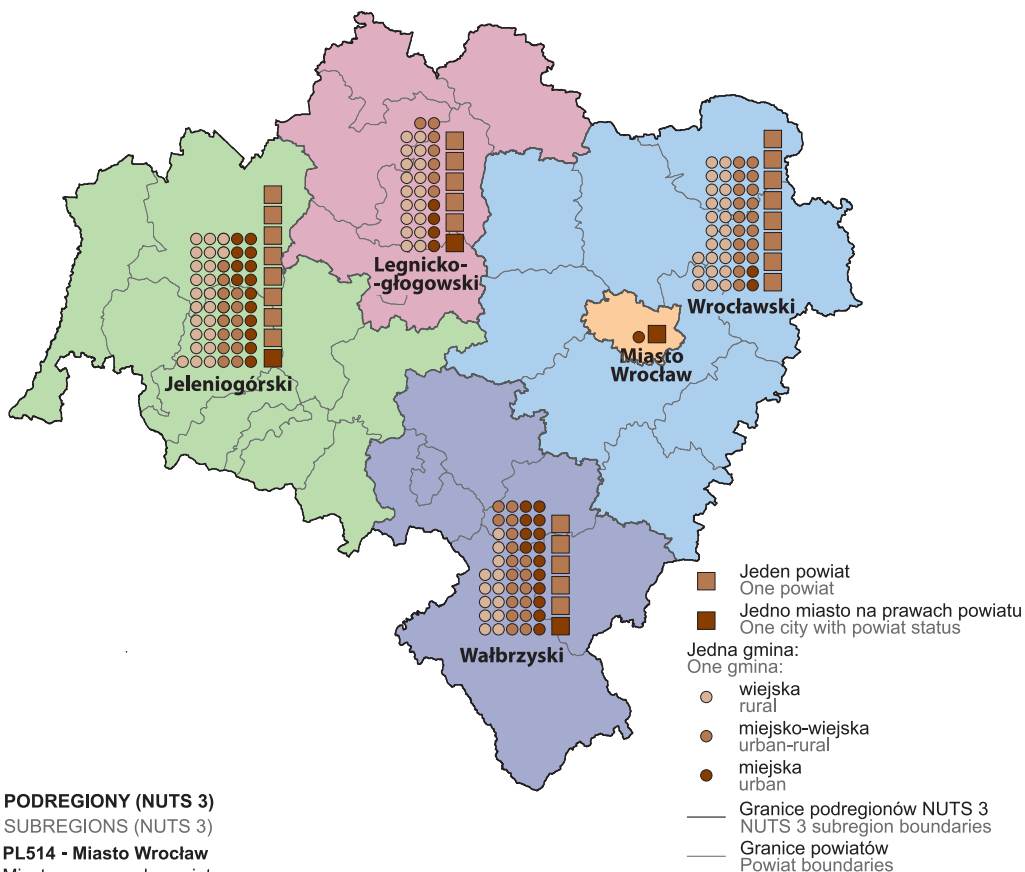 Legnicko-
-głogowski
Wrocławski
Miasto
Wrocław
Jeleniogórski
Wałbrzyski
Jeden powiat
One powiat
Jedno miasto na prawach powiatu
One city with powiat status
Jedna gmina:
One gmina:
wiejska
rural
miejsko-wiejska
urban-rural
miejska
urban
Granice podregionów NUTS 3
NUTS 3 subregion boundaries
Granice powiatów
Powiat boundaries
PODREGIONY (NUTS 3)
SUBREGIONS (NUTS 3)
PL514 - Miasto Wrocław